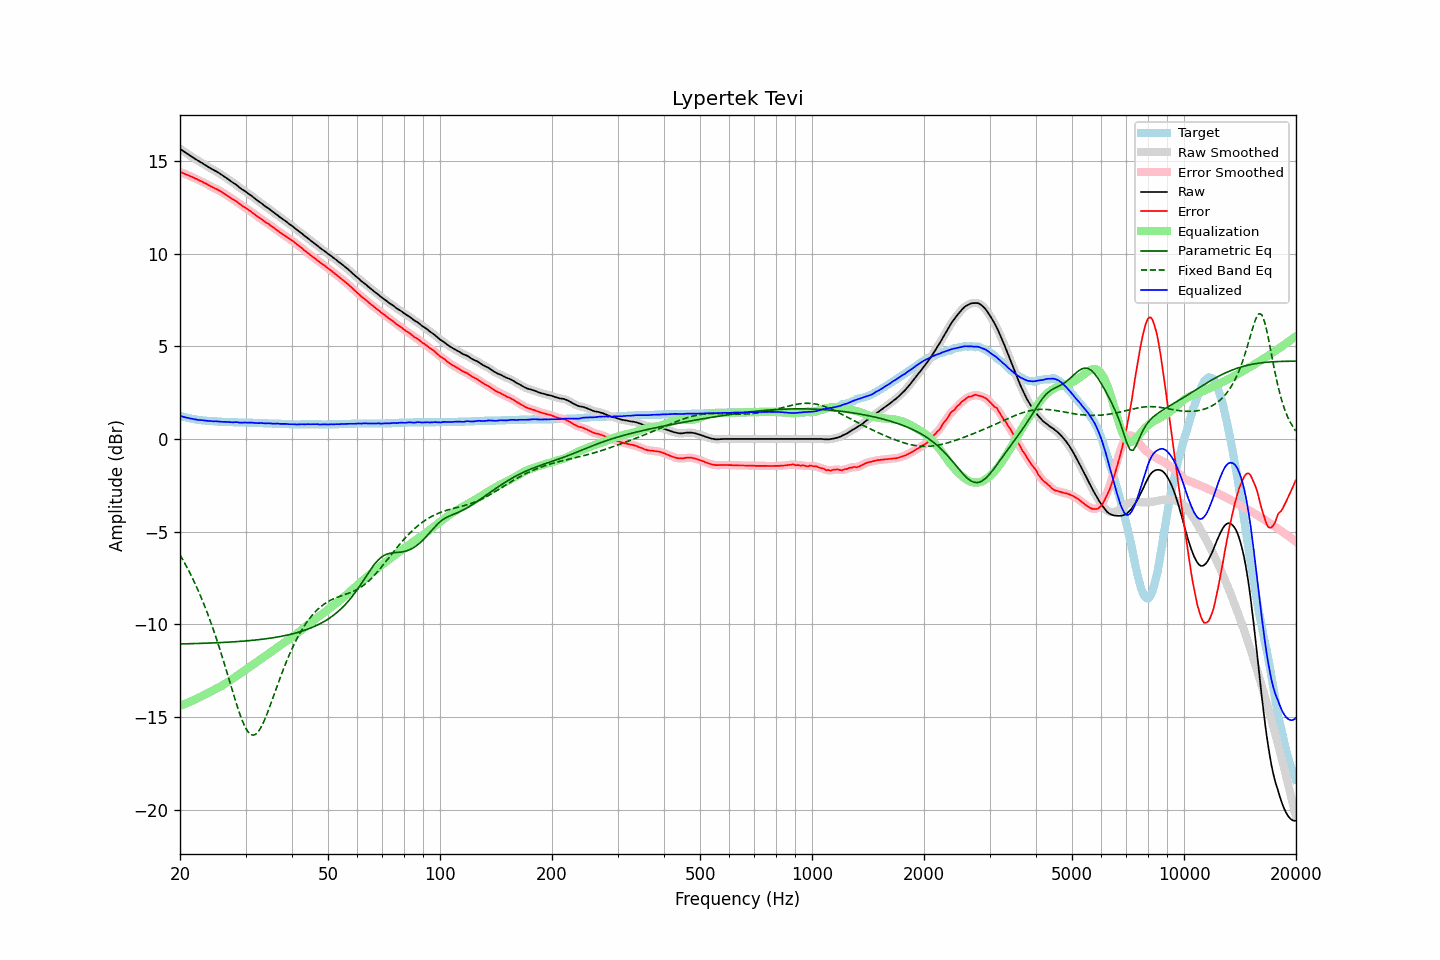 Lypertek Tevi
Target
Raw Smoothed
Error Smoothed
Raw
Error
Equalization
Parametric Eq
Fixed Band Eq
Equalized
Amplitude (dBr)
15
10
5
0
−5
−10
−15
−20
20 50 100 200 500 1000 2000 5000 10000 20000
Frequency (Hz)